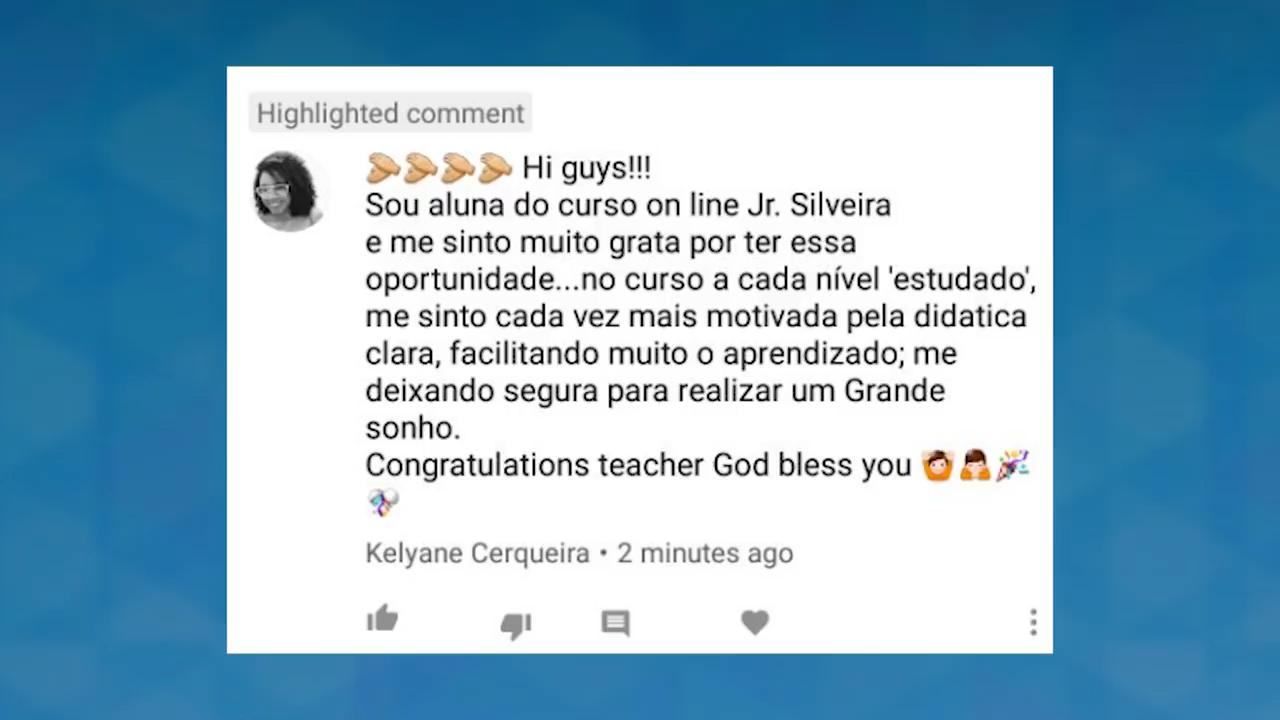 Highlighted comment
👏🏼👏🏼👏🏼👏🏼 Hi guys!!!
Sou aluna do curso on line Jr. Silveira
e me sinto muito grata por ter essa
oportunidade...no curso a cada nível 'estudado',
me sinto cada vez mais motivada pela didatica
clara, facilitando muito o aprendizado; me
deixando segura para realizar um Grande
sonho.
Congratulations teacher God bless you 🙆🙏🎉
🎊
Kelyane Cerqueira • 2 minutes ago